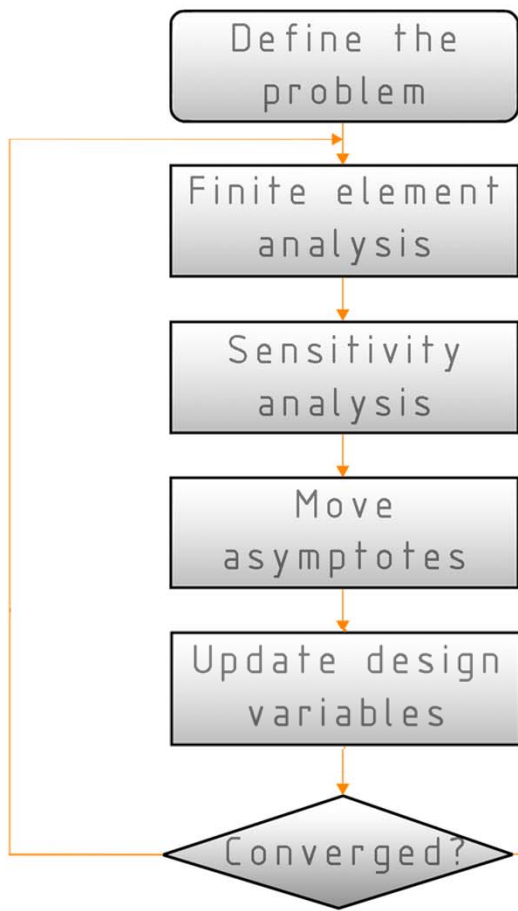 Define the
problem
Finite element
analysis
Sensitivity
analysis
Move
asymptotes
Update design
variables
Converged?